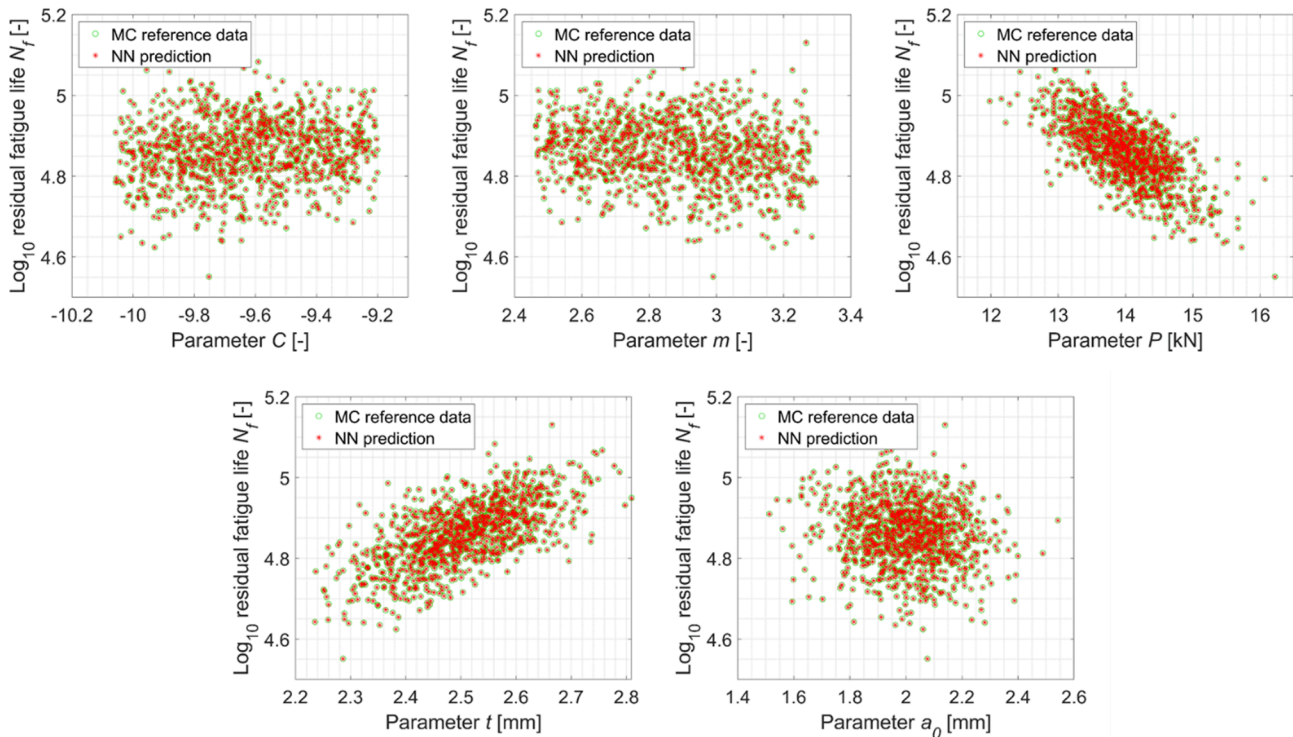 5.2
5
4.8
4.6
Log10 residual fatigue life Nf [-]
MC reference data
NN prediction
-10.2
-10
-9.8
-9.6
-9.4
-9.2
Parameter C [-]
5.2
5
4.8
4.6
Log10 residual fatigue life Nf [-]
MC reference data
NN prediction
2.4
2.6
2.8
3
3.2
3.4
Parameter m [-]
5.2
5
4.8
4.6
Log10 residual fatigue life Nf [-]
MC reference data
NN prediction
12
13
14
15
16
Parameter P [kN]
5.2
5
4.8
4.6
Log10 residual fatigue life Nf [-]
MC reference data
NN prediction
2.2
2.3
2.4
2.5
2.6
2.7
2.8
Parameter t [mm]
5.2
5
4.8
4.6
Log10 residual fatigue life Nf [-]
MC reference data
NN prediction
1.4
1.6
1.8
2
2.2
2.4
2.6
Parameter a0 [mm]